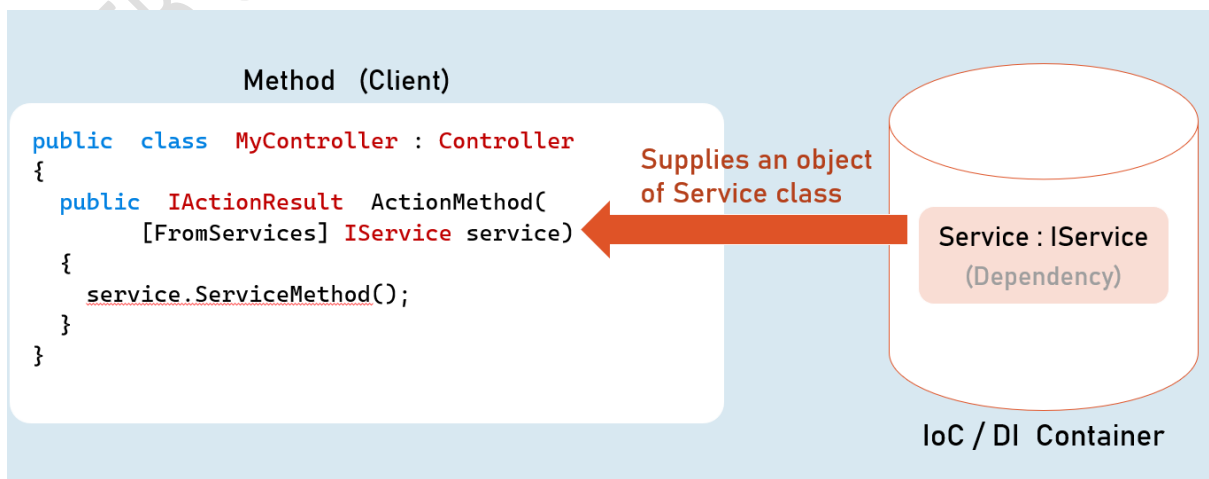 Method (Client)
public class MyController : Controller
{
public IActionResult ActionMethod(
[FromServices] IService service)
{
service.ServiceMethod();
}
}
Supplies an object
of Service class
Service : IService
(Dependency)
IoC / DI Container